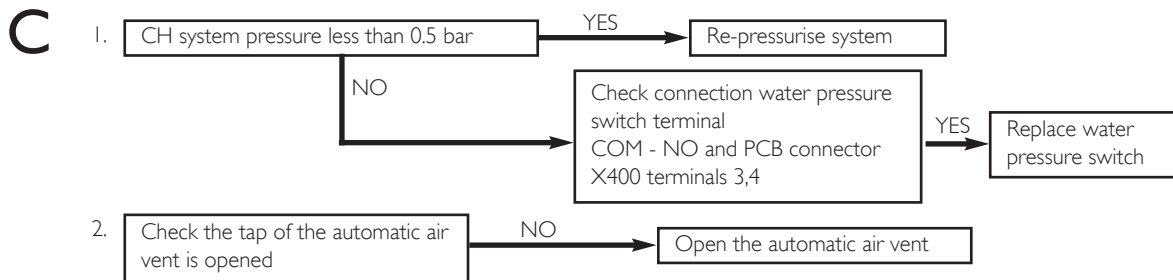 C
1. CH system pressure less than 0.5 bar YES Re-pressurise system
NO
Check connection water pressure
switch terminal
COM - NO and PCB connector
X400 terminals 3,4
YES
Replace water
pressure switch
2. Check the tap of the automatic air
vent is opened
NO
Open the automatic air vent